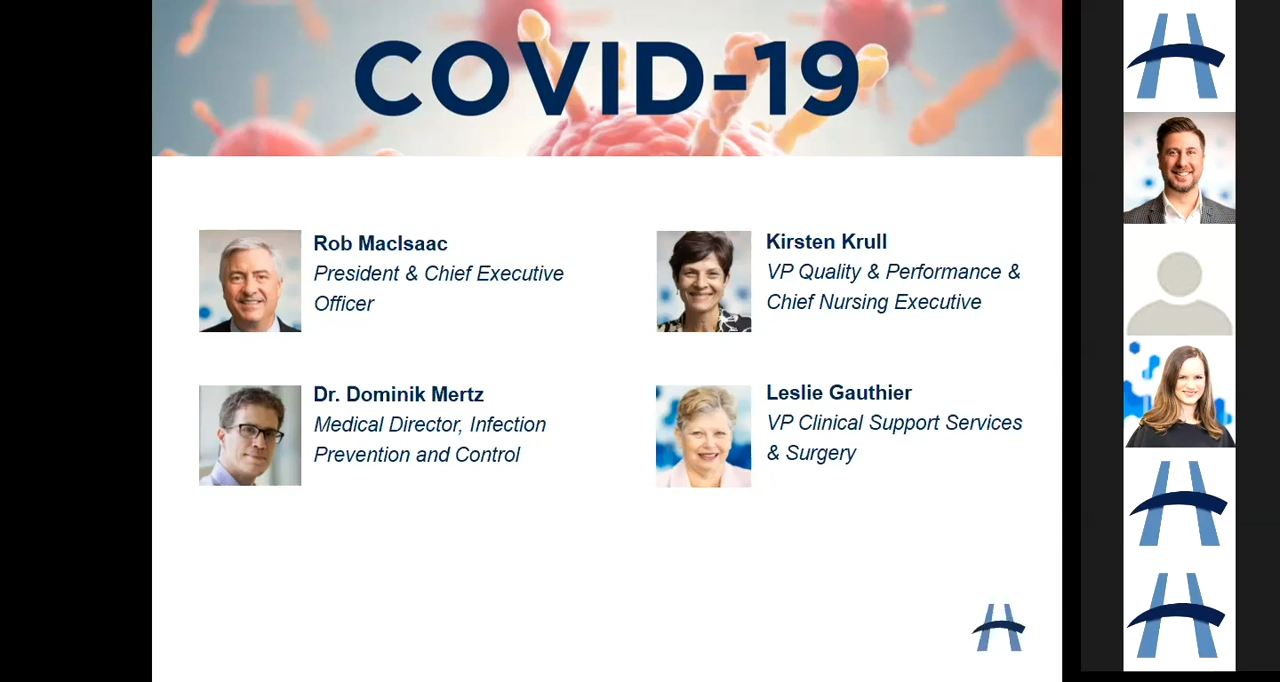 COVID-19
Rob MacIsaac
President & Chief Executive
Officer
Kirsten Krull
VP Quality & Performance &
Chief Nursing Executive
Dr. Dominik Mertz
Medical Director, Infection
Prevention and Control
Leslie Gauthier
VP Clinical Support Services
& Surgery